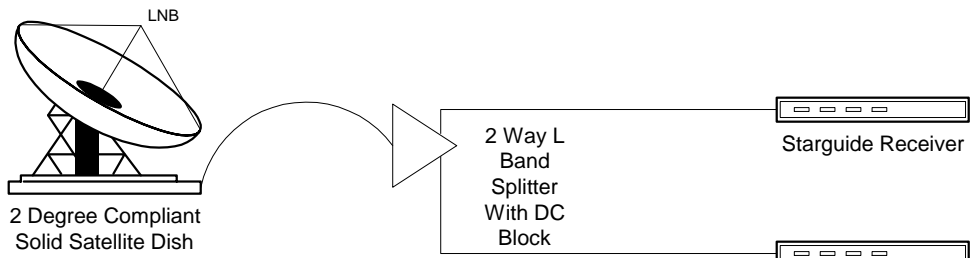 LNB
2 Degree Compliant
Solid Satellite Dish
2 Way L
Band
Splitter
With DC
Block
Starguide Receiver